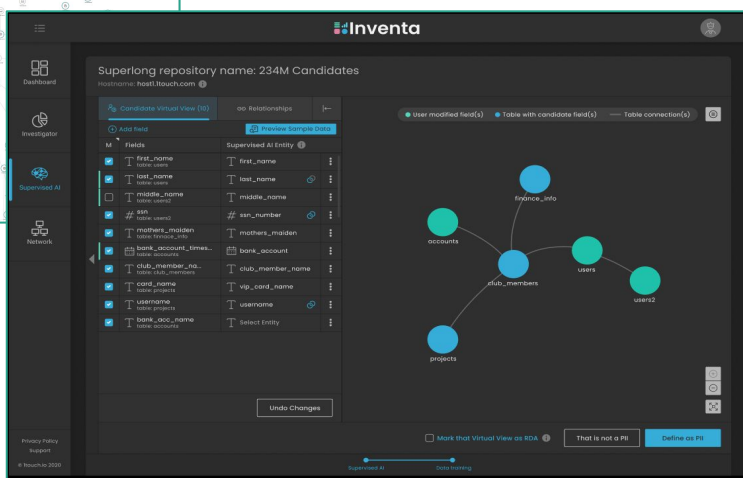 Inventa
Superlong repository name: 234M Candidates
Hostname: host1.1touch.com
Dashboard
Investigator
Supervised AI
Network
Candidate Virtual View (10)
Relationships
Add field
Preview Sample Data
M Fields Supervised AI Entity
first_name first_name
table: users
last_name last_name
table: users
middle_name middle_name
table: users2
# ssn # ssn_number
table: users2
mothers_maiden mothers_maiden
table: finnace_info
bank_account_times... bank_account
table: accounts
club_member_na... club_member_name
table: club_members
card_name vip_card_name
table: projects
username username
table: projects
bank_acc_name Select Entity
table: accounts
Undo Changes
User modified field(s) Table with candidate field(s) Table connection(s)
finance_info
accounts
users
club_members
users2
projects
Mark that Virtual View as RDA
That is not a PII
Define as PII
Supervised AI Data training
Privacy Policy
Support
© 1touch.io 2020